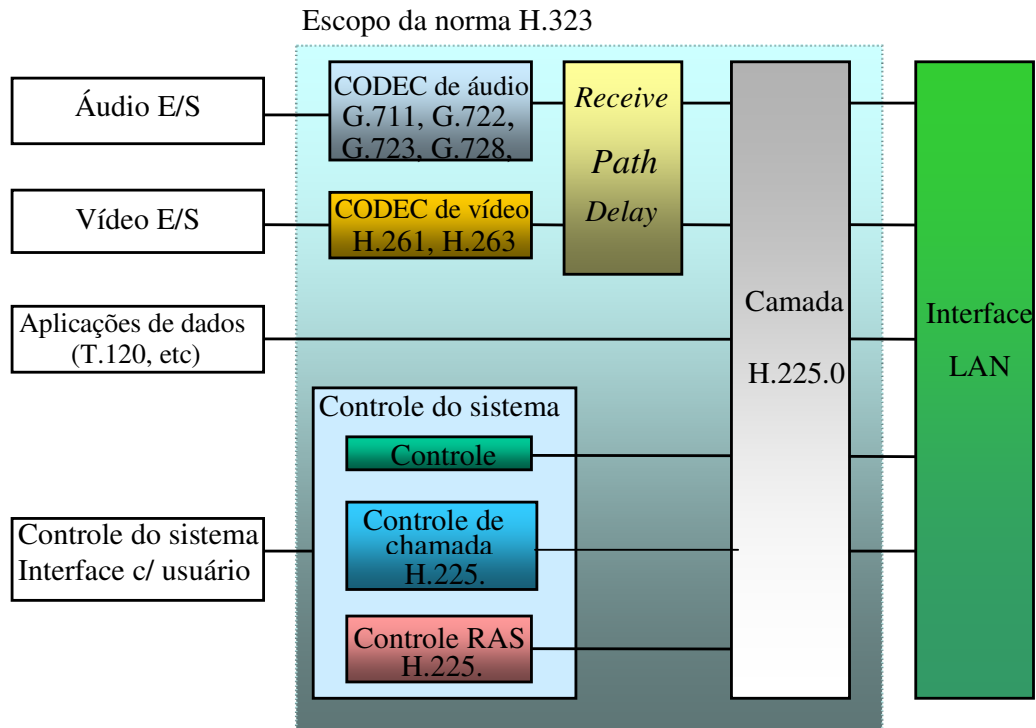 Escopo da norma H.323
Áudio E/S
CODEC de áudio
G.711, G.722,
G.723, G.728,
Receive
Path
Delay
Vídeo E/S
CODEC de vídeo
H.261, H.263
Aplicações de dados
(T.120, etc)
Camada
H.225.0
Interface
LAN
Controle do sistema
Controle
Controle do sistema
Interface c/ usuário
Controle de
chamada
H.225.
Controle RAS
H.225.